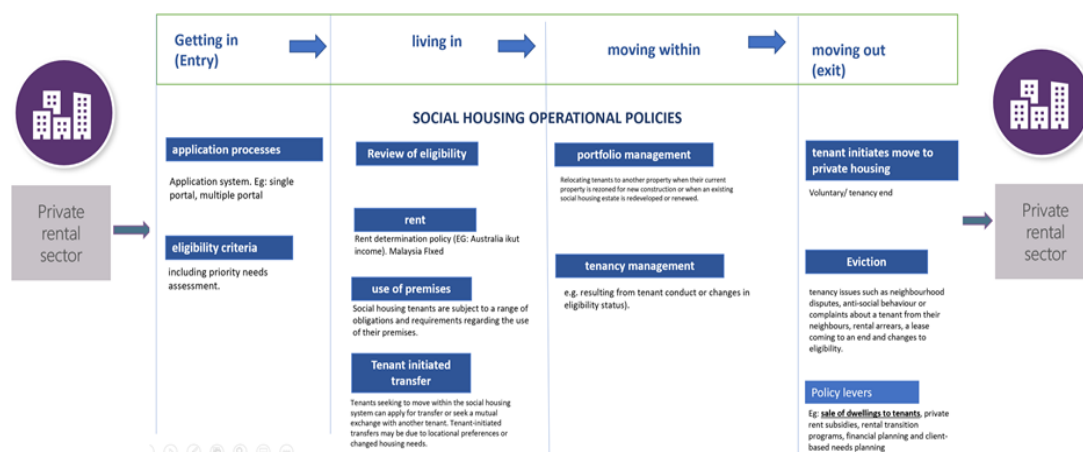 Getting in
(Entry)
living in
moving within
moving out
(exit)
SOCIAL HOUSING OPERATIONAL POLICIES
Private
rental
sector
application processes
Application system. Eg: single
portal, multiple portal
eligibility criteria
including priority needs
assessment.
Review of eligibility
rent
Rent determination policy (EG: Australia ikut
income). Malaysia FIxed
use of premises
Social housing tenants are subject to a range of
obligations and requirements regarding the use
of their premises.
Tenant initiated
transfer
Tenants seeking to move within the social housing
system can apply for transfer or seek a mutual
exchange with another tenant. Tenant-initiated
transfers may be due to locational preferences or
changed housing needs.
portfolio management
Relocating tenants to another property when their current
property is rezoned for new construction or when an existing
social housing estate is redeveloped or renewed.
tenancy management
e.g. resulting from tenant conduct or changes in
eligibility status).
tenant initiates move to
private housing
Voluntary/ tenancy end
Eviction
tenancy issues such as neighbourhood
disputes, anti-social behaviour or
complaints about a tenant from their
neighbours, rental arrears, a lease
coming to an end and changes to
eligibility.
Policy levers
Eg: sale of dwellings to tenants, private
rent subsidies, rental transition
programs, financial planning and client-
based needs planning
Private
rental
sector